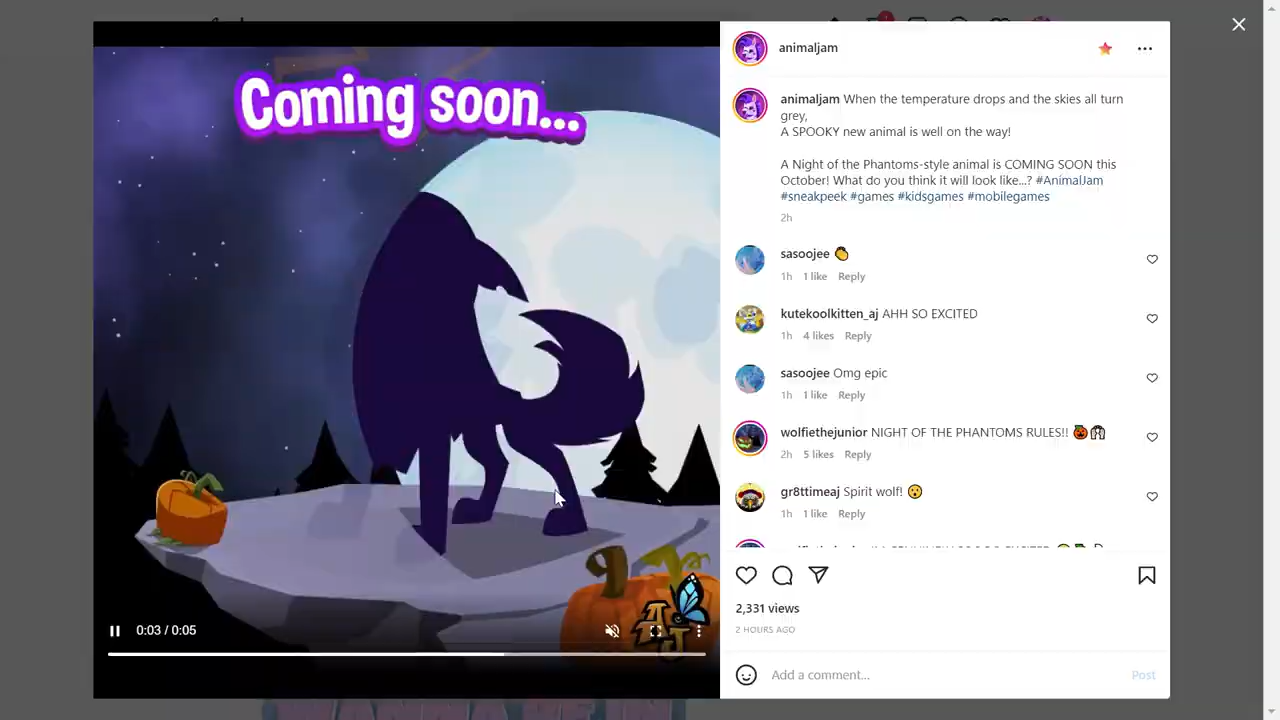 Coming soon...
0:03 / 0:05
AJ
animaljam
animaljam When the temperature drops and the skies all turn
grey,
A SPOOKY new animal is well on the way!
A Night of the Phantoms-style animal is COMING SOON this
October! What do you think it will look like...? #AnimalJam
#sneakpeek #games #kidsgames #mobilegames
2h
sasoojee 👏
1h 1 like Reply
kutekoolkitten_aj AHH SO EXCITED
1h 4 likes Reply
sasoojee Omg epic
1h 1 like Reply
wolfiethejunior NIGHT OF THE PHANTOMS RULES!! 🎃🙌
2h 5 likes Reply
gr8ttimeaj Spirit wolf! 😮
1h 1 like Reply
2,331 views
2 HOURS AGO
Add a comment...
Post